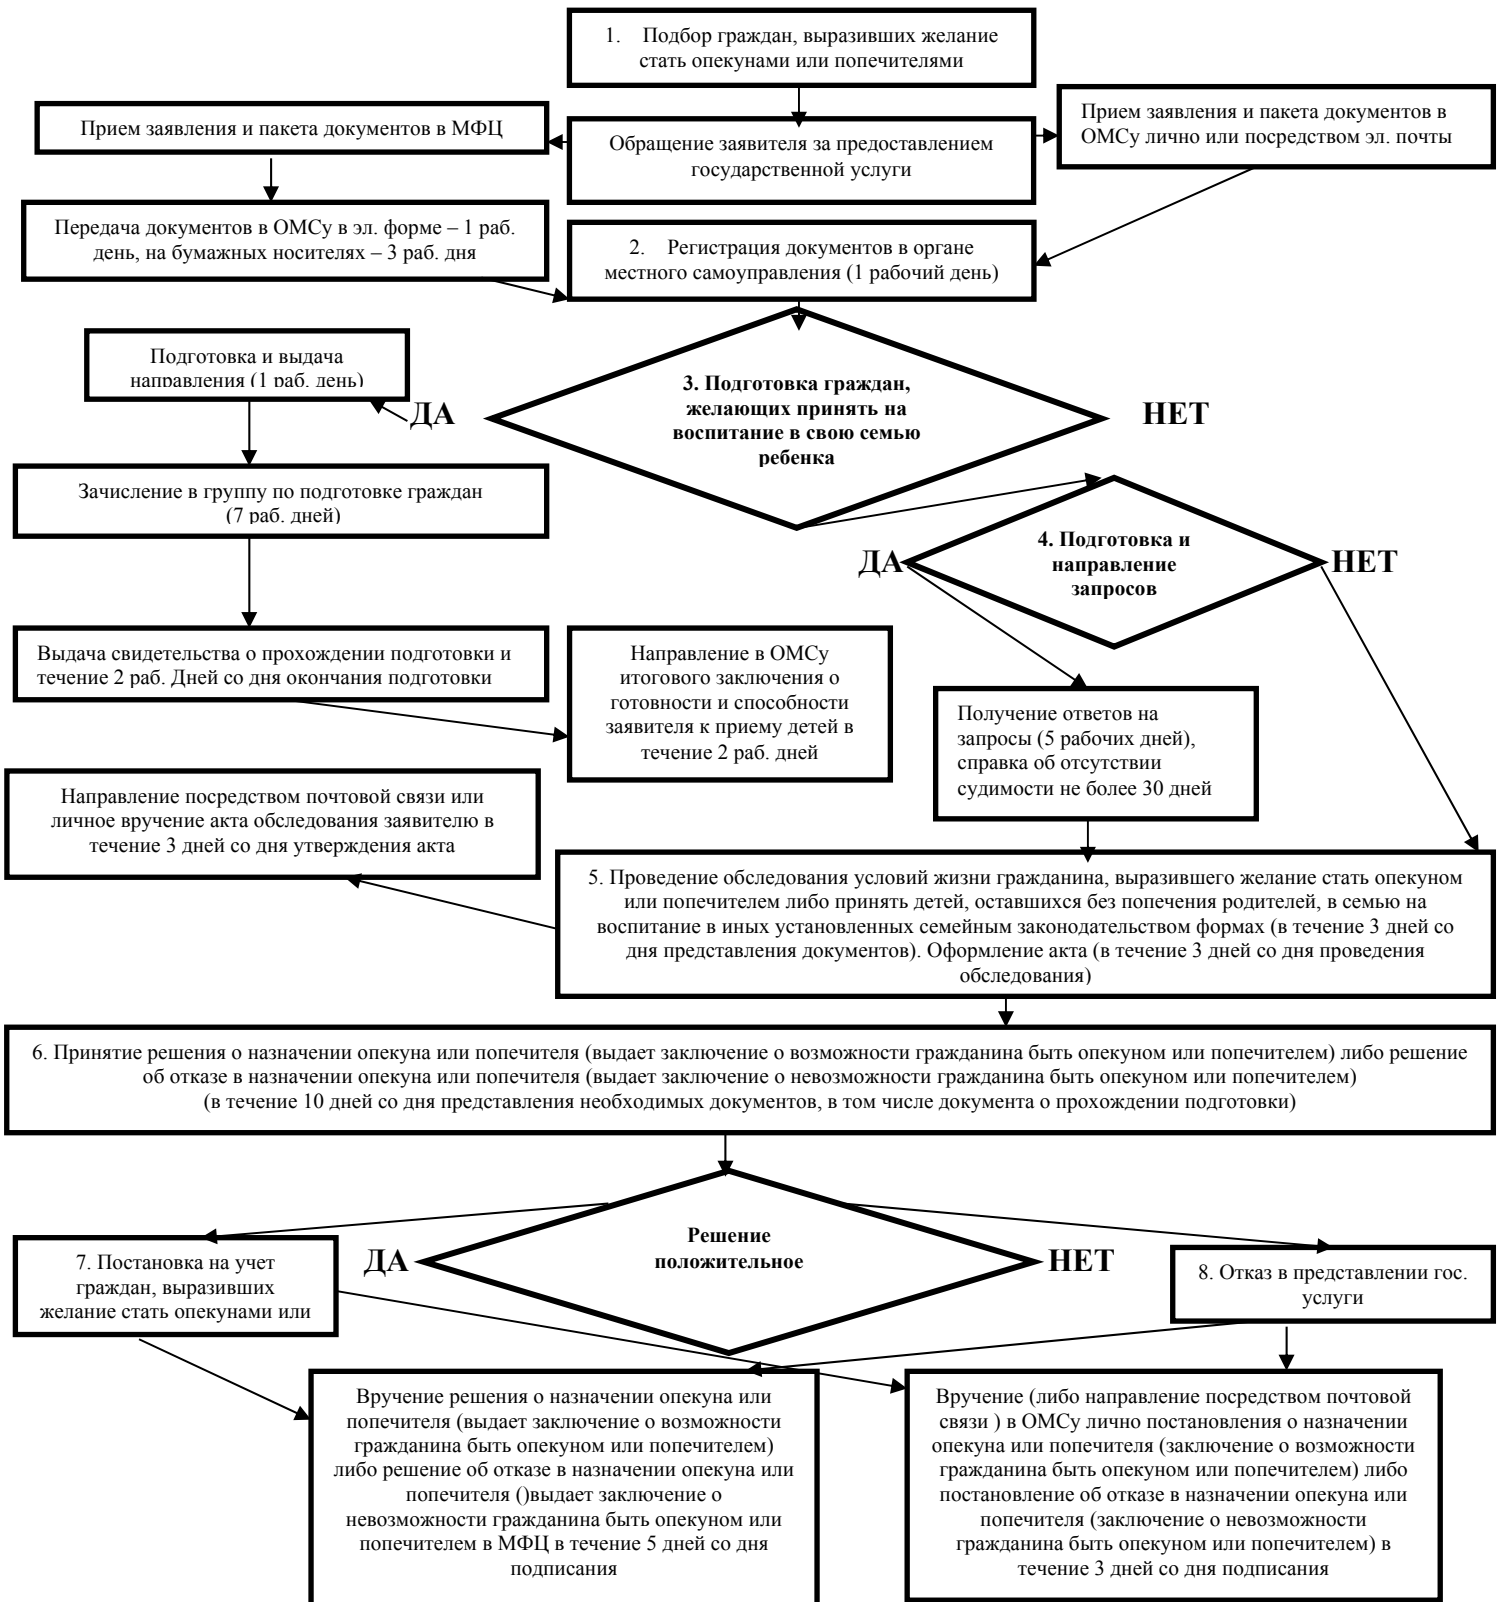 1. Подбор граждан, выразивших желание
стать опекунами или попечителями
Прием заявления и пакета документов в МФЦ
Обращение заявителя за предоставлением
государственной услуги
Прием заявления и пакета документов в
ОМСу лично или посредством эл. почты
Передача документов в ОМСу в эл. форме – 1 раб.
день, на бумажных носителях – 3 раб. дня
2. Регистрация документов в органе
местного самоуправления (1 рабочий день)
Подготовка и выдача
направления (1 раб. день)
ДА
3. Подготовка граждан,
желающих принять на
воспитание в свою семью
ребенка
НЕТ
Зачисление в группу по подготовке граждан
(7 раб. дней)
ДА
4. Подготовка и
направление
запросов
НЕТ
Выдача свидетельства о прохождении подготовки и
течение 2 раб. Дней со дня окончания подготовки
Направление в ОМСу
итогового заключения о
готовности и способности
заявителя к приему детей в
течение 2 раб. дней
Получение ответов на
запросы (5 рабочих дней),
справка об отсутствии
судимости не более 30 дней
Направление посредством почтовой связи или
личное вручение акта обследования заявителю в
течение 3 дней со дня утверждения акта
5. Проведение обследования условий жизни гражданина, выразившего желание стать опекуном
или попечителем либо принять детей, оставшихся без попечения родителей, в семью на
воспитание в иных установленных семейным законодательством формах (в течение 3 дней со
дня представления документов). Оформление акта (в течение 3 дней со дня проведения
обследования)
6. Принятие решения о назначении опекуна или попечителя (выдает заключение о возможности гражданина быть опекуном или попечителем) либо решение
об отказе в назначении опекуна или попечителя (выдает заключение о невозможности гражданина быть опекуном или попечителем)
(в течение 10 дней со дня представления необходимых документов, в том числе документа о прохождении подготовки)
7. Постановка на учет
граждан, выразивших
желание стать опекунами или
ДА
Решение
положительное
НЕТ
8. Отказ в представлении гос.
услуги
Вручение решения о назначении опекуна или
попечителя (выдает заключение о возможности
гражданина быть опекуном или попечителем)
либо решение об отказе в назначении опекуна или
попечителя ()выдает заключение о
невозможности гражданина быть опекуном или
попечителем в МФЦ в течение 5 дней со дня
подписания
Вручение (либо направление посредством почтовой
связи ) в ОМСу лично постановления о назначении
опекуна или попечителя (заключение о возможности
гражданина быть опекуном или попечителем) либо
постановление об отказе в назначении опекуна или
попечителя (заключение о невозможности
гражданина быть опекуном или попечителем) в
течение 3 дней со дня подписания